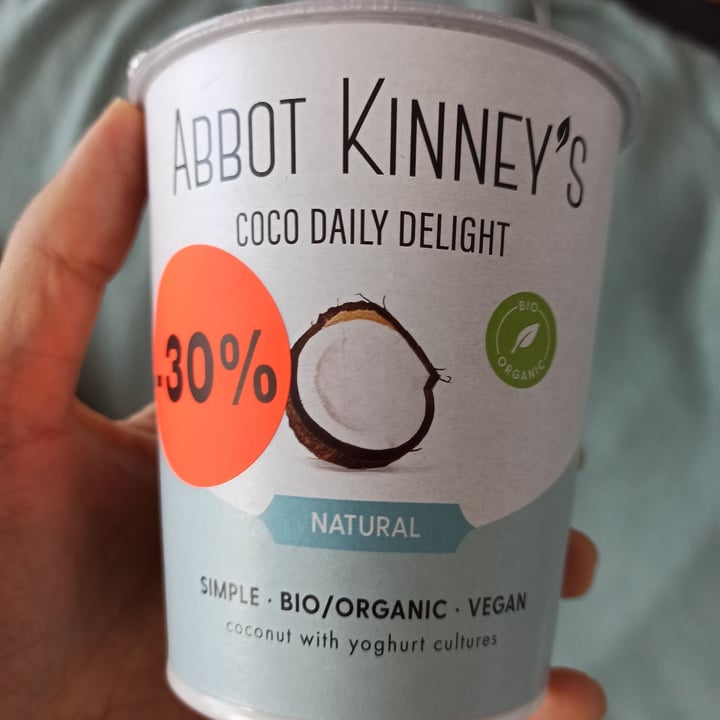 ABBOT KINNEY'S
COCO DAILY DELIGHT
-30%
BIO
ORGANIC
NATURAL
SIMPLE · BIO/ORGANIC · VEGAN
coconut with yoghurt cultures